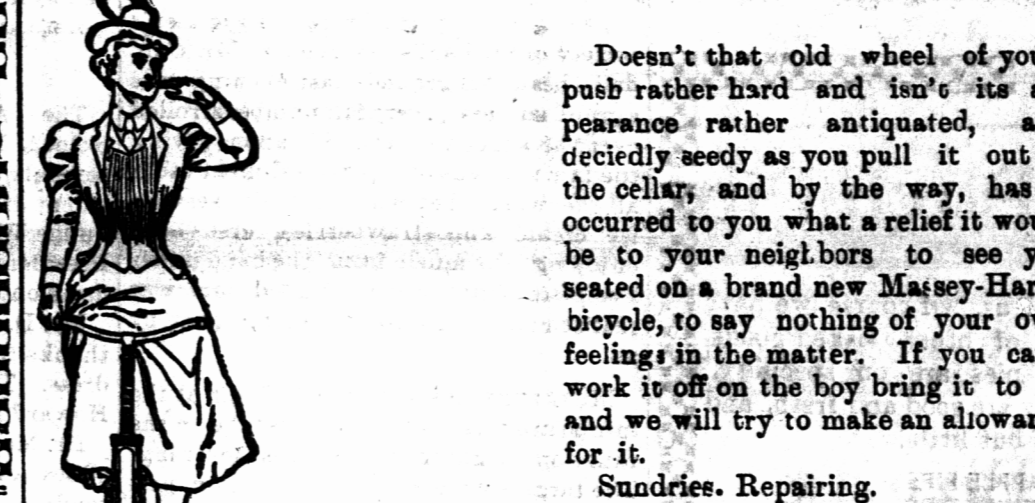 Doesn't that old wheel of you
push rather hard and isn't its a
pearance rather antiquated, a
deciedly seedy as you pull it out
the cellar, and by the way, has
occurred to you what a relief it wou
be to your neighbors to see y
seated on a brand new Massey-Har
bicycle, to say nothing of your ow
feelings in the matter. If you ca
work it off on the boy bring it to
and we will try to make an allowan
for it.
Sundries. Repairing.